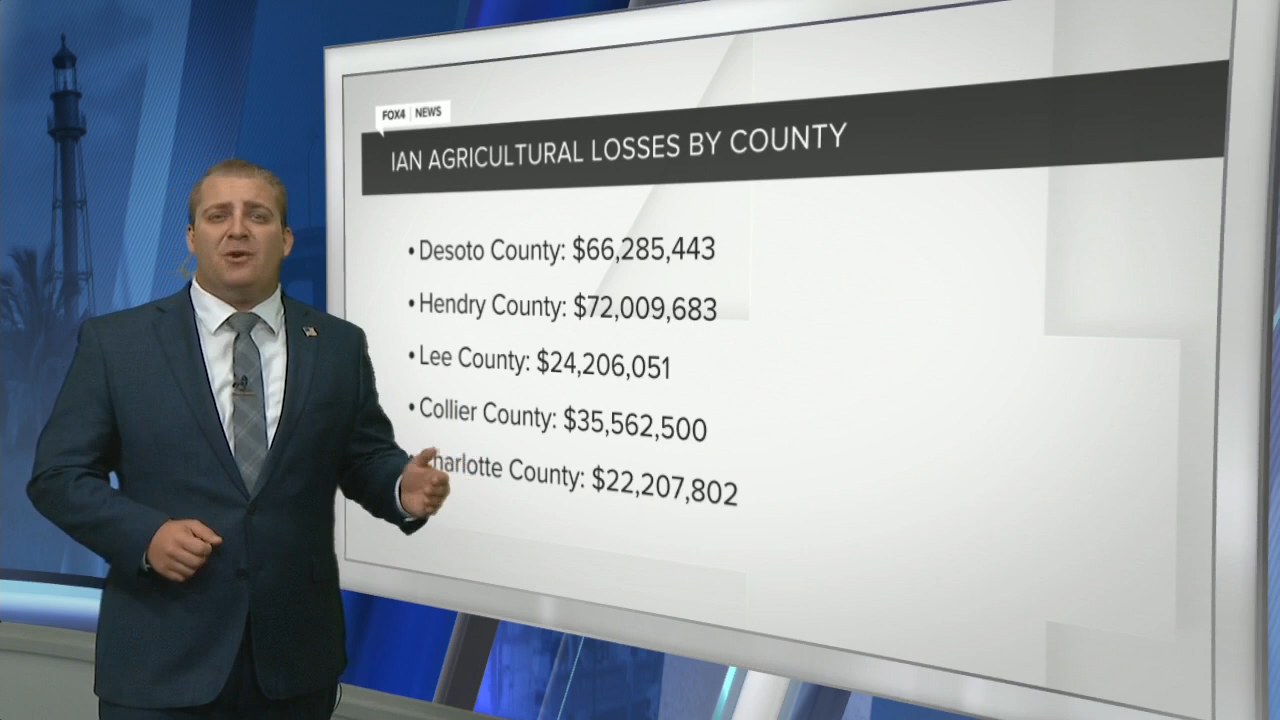 FOX4 NEWS
IAN AGRICULTURAL LOSSES BY COUNTY
• Desoto County: $66,285,443
• Hendry County: $72,009,683
• Lee County: $24,206,051
• Collier County: $35,562,500
harlotte County: $22,207,802